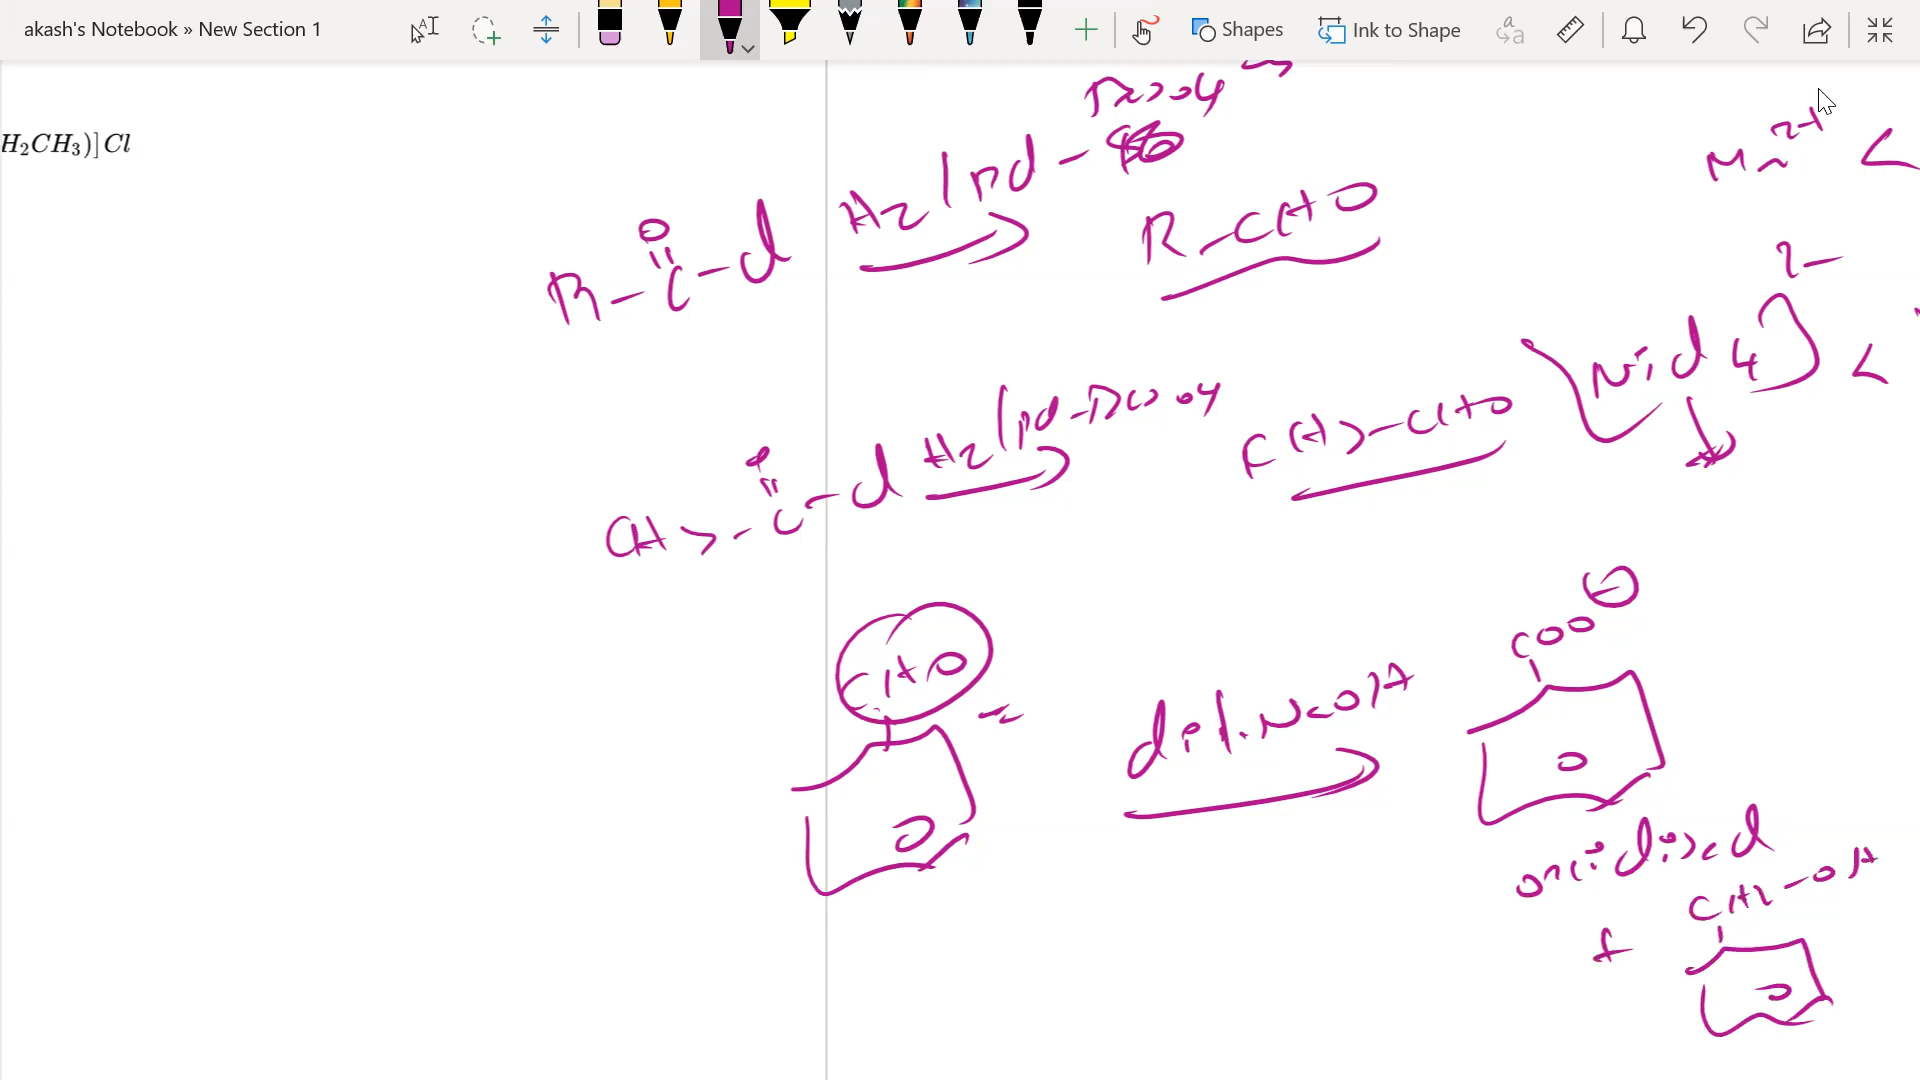 akash's Notebook » New Section 1
Shapes
Ink to Shape
H₂CH₃)] Cl
BaSO4
Mn²⁺ <
O
R-C-Cl H2/Pd- R-CHO
2-
[NiCl4] <
O
CH3-C-Cl H2/Pd-BaSO4 CH3-CHO
CHO
COO⊖
dil.NaOH
oxidised
CH2-OH
+